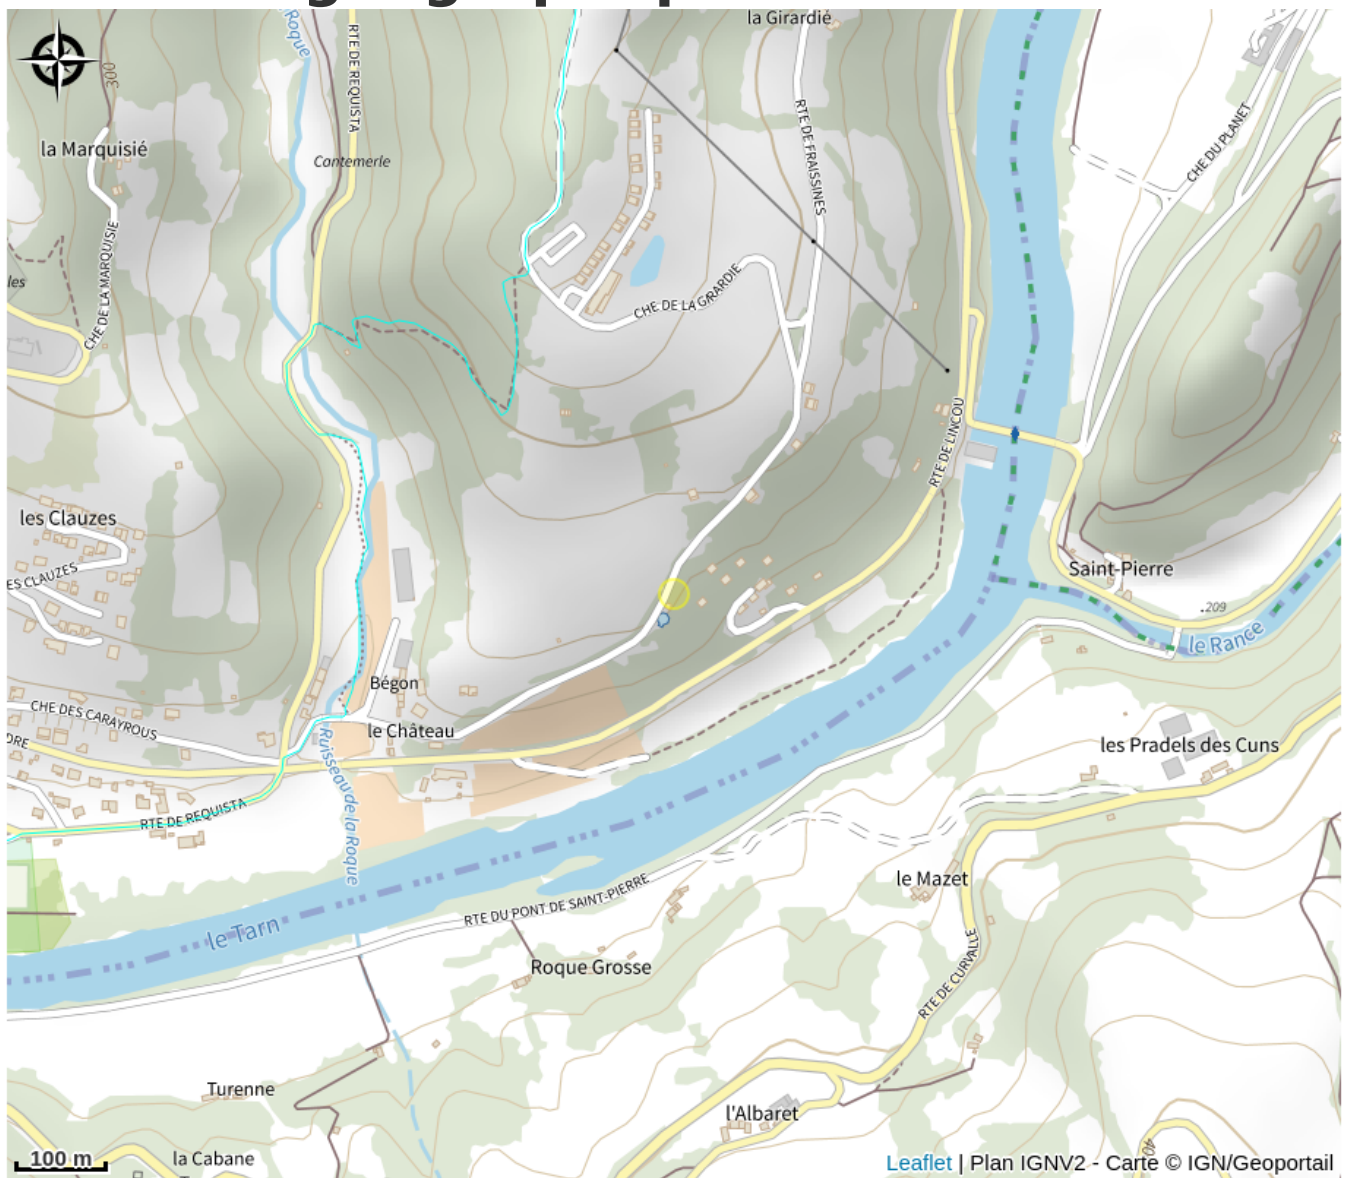 la Girardié
Roque
RTE DE REQUISTA
300
la Marquisié
Cantemerle
RTE DE FRAISSINES
CHE DU PLANET
CHE DE LA MARQUISIE
les
CHE DE LA GIRARDIE
RTE DE LINCOU
les Clauzes
ES CLAUZES
Saint-Pierre
209
le Rance
Bégon
CHE DES CARAYROUS
le Château
DRE
les Pradels des Cuns
Ruisseau de la Roque
RTE DE REQUISTA
le Mazet
RTE DU PONT DE SAINT-PIERRE
le Tarn
Roque Grosse
RTE DE CURVALLE
Turenne
l'Albaret
la Cabane
100 m
Leaflet | Plan IGNV2 - Carte © IGN/Geoportail